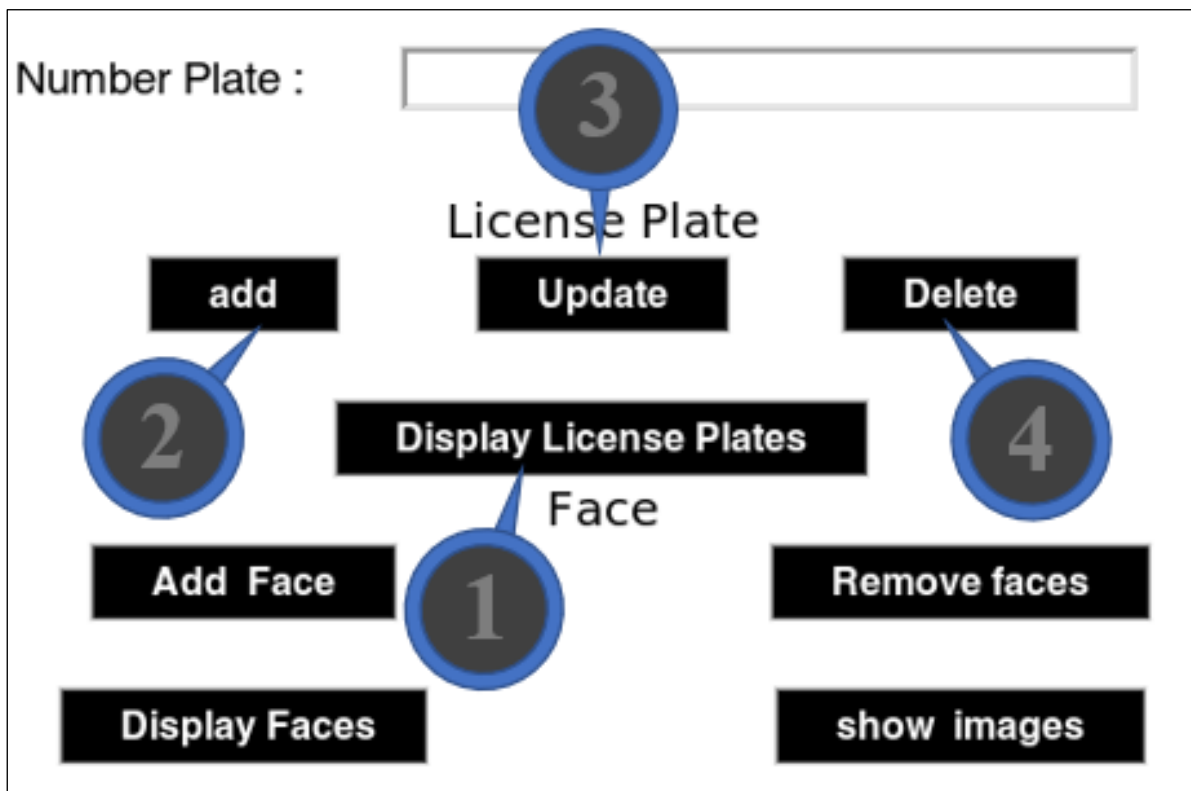 Number Plate :
3
License Plate
add Update Delete
2
Display License Plates
4
Face
1
Add Face Remove faces
Display Faces show images